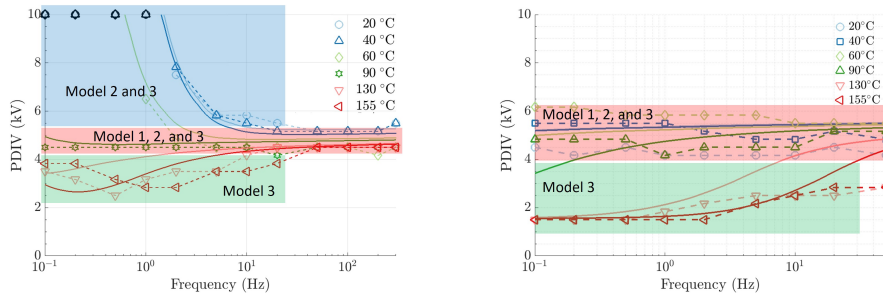 10
8
6
4
2
0
PDIV (kV)
10⁻¹
10⁰
10¹
10²
Frequency (Hz)
20 °C
40 °C
60 °C
90 °C
130 °C
155 °C
Model 2 and 3
Model 1, 2, and 3
Model 3
10
8
6
4
2
0
PDIV (kV)
10⁻¹
10⁰
10¹
Frequency (Hz)
20°C
40°C
60°C
90°C
130°C
155°C
Model 1, 2, and 3
Model 3